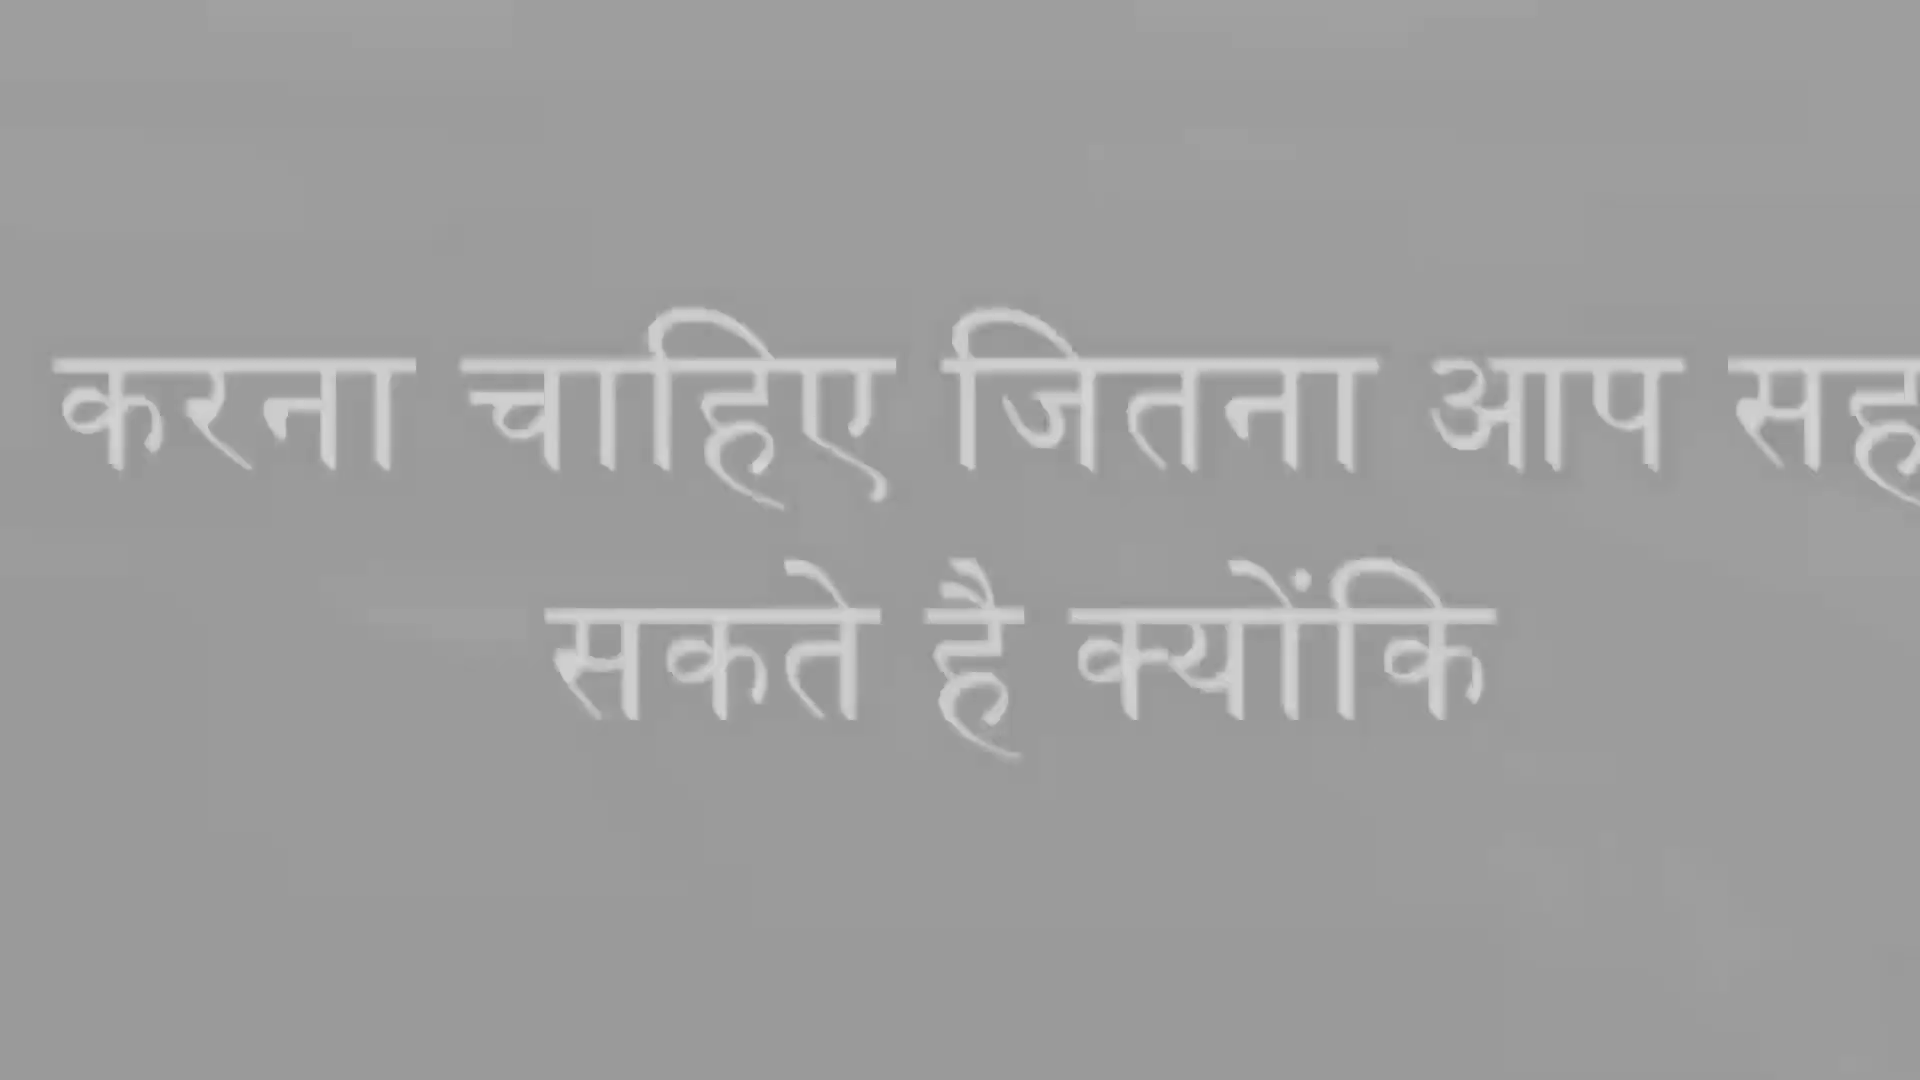 करना चाहिए जितना आप सह
सकते है क्योंकि